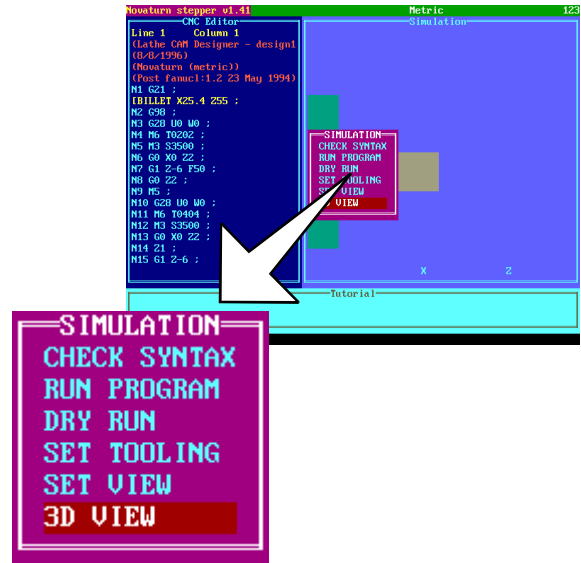 Novaturn stepper v1.41 Metric 123
CNC Editor
Simulation
Line 1 Column 1
(Lathe CAM Designer - design1
(8/8/1996)
(Novaturn (metric))
(Post fanucl:1.2 23 May 1994)
N1 G21 ;
[BILLET X25.4 Z55 ;
N2 G98 ;
N3 G28 U0 W0 ;
N4 M6 T0202 ;
N5 M3 S3500 ;
N6 G0 X0 Z2 ;
N7 G1 Z-6 F50 ;
N8 G0 Z2 ;
N9 M5 ;
N10 G28 U0 W0 ;
N11 M6 T0404 ;
N12 M3 S3500 ;
N13 G0 X0 Z2 ;
N14 Z1 ;
N15 G1 Z-6 ;
SIMULATION
CHECK SYNTAX
RUN PROGRAM
DRY RUN
SET TOOLING
VIEW
VIEW
X Z
Tutorial
SIMULATION
CHECK SYNTAX
RUN PROGRAM
DRY RUN
SET TOOLING
SET VIEW
3D VIEW